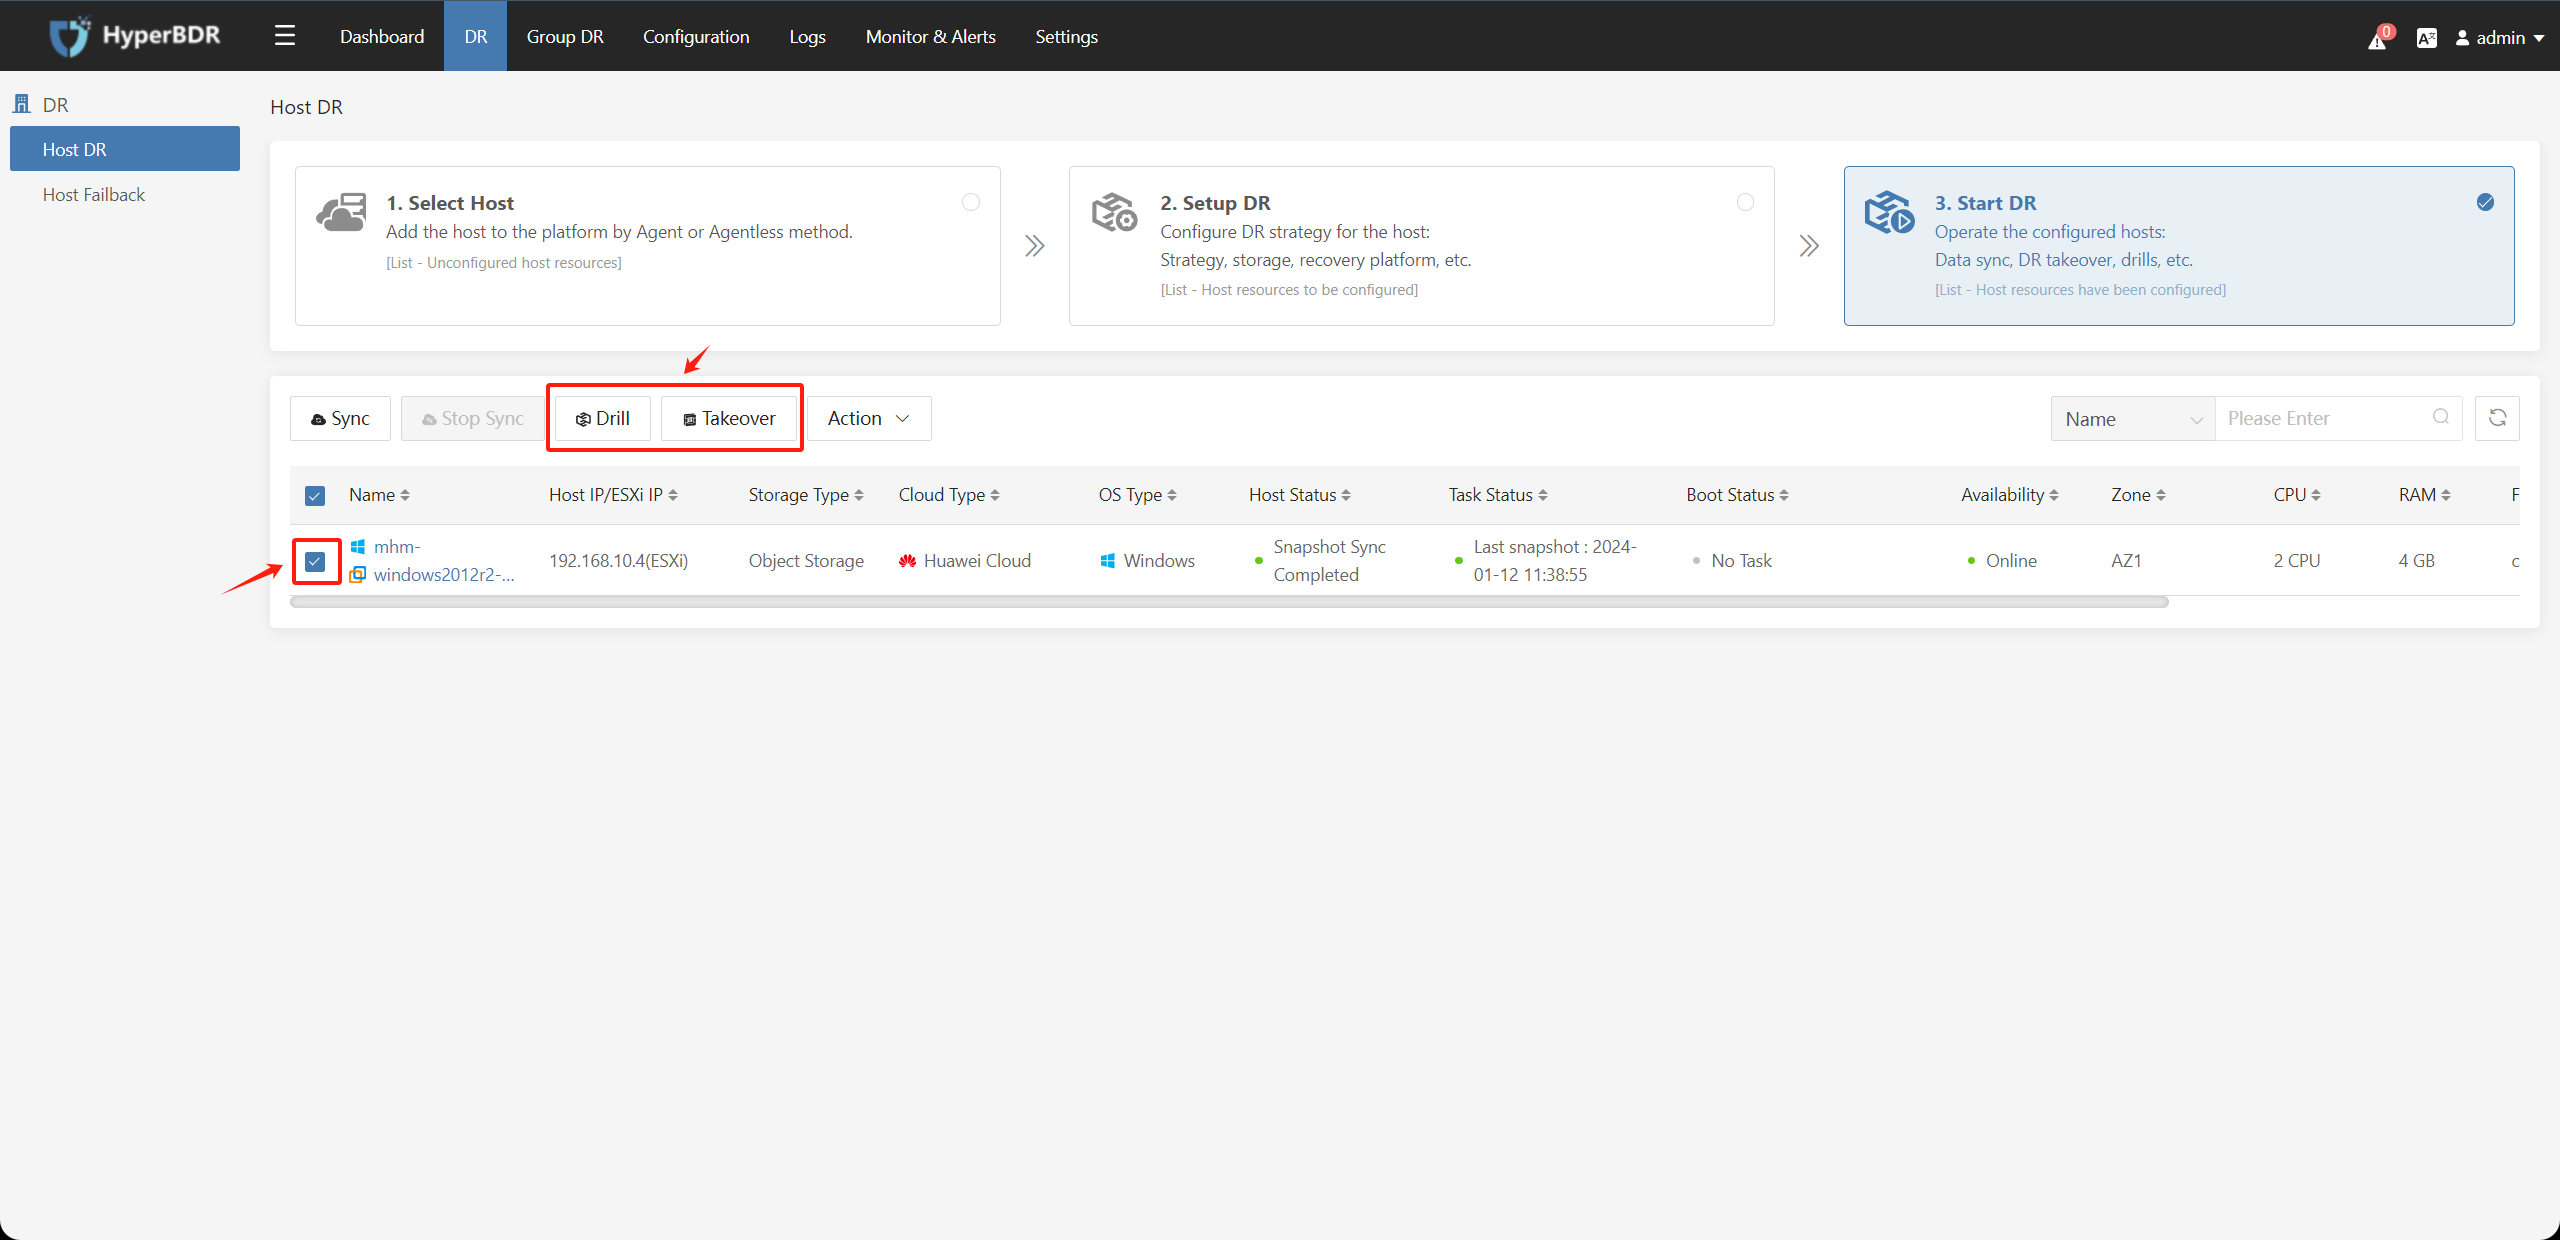 HyperBDR
Dashboard
DR
Group DR
Configuration
Logs
Monitor & Alerts
Settings
0
admin
DR
Host DR
Host Failback
Host DR
1. Select Host
Add the host to the platform by Agent or Agentless method.
[List - Unconfigured host resources]
2. Setup DR
Configure DR strategy for the host:
Strategy, storage, recovery platform, etc.
[List - Host resources to be configured]
3. Start DR
Operate the configured hosts:
Data sync, DR takeover, drills, etc.
[List - Host resources have been configured]
Sync
Stop Sync
Drill
Takeover
Action
Name
Please Enter
Name
Host IP/ESXi IP
Storage Type
Cloud Type
OS Type
Host Status
Task Status
Boot Status
Availability
Zone
CPU
RAM
F
mhm-
windows2012r2-...
192.168.10.4(ESXi)
Object Storage
Huawei Cloud
Windows
Snapshot Sync
Completed
Last snapshot : 2024-
01-12 11:38:55
No Task
Online
AZ1
2 CPU
4 GB